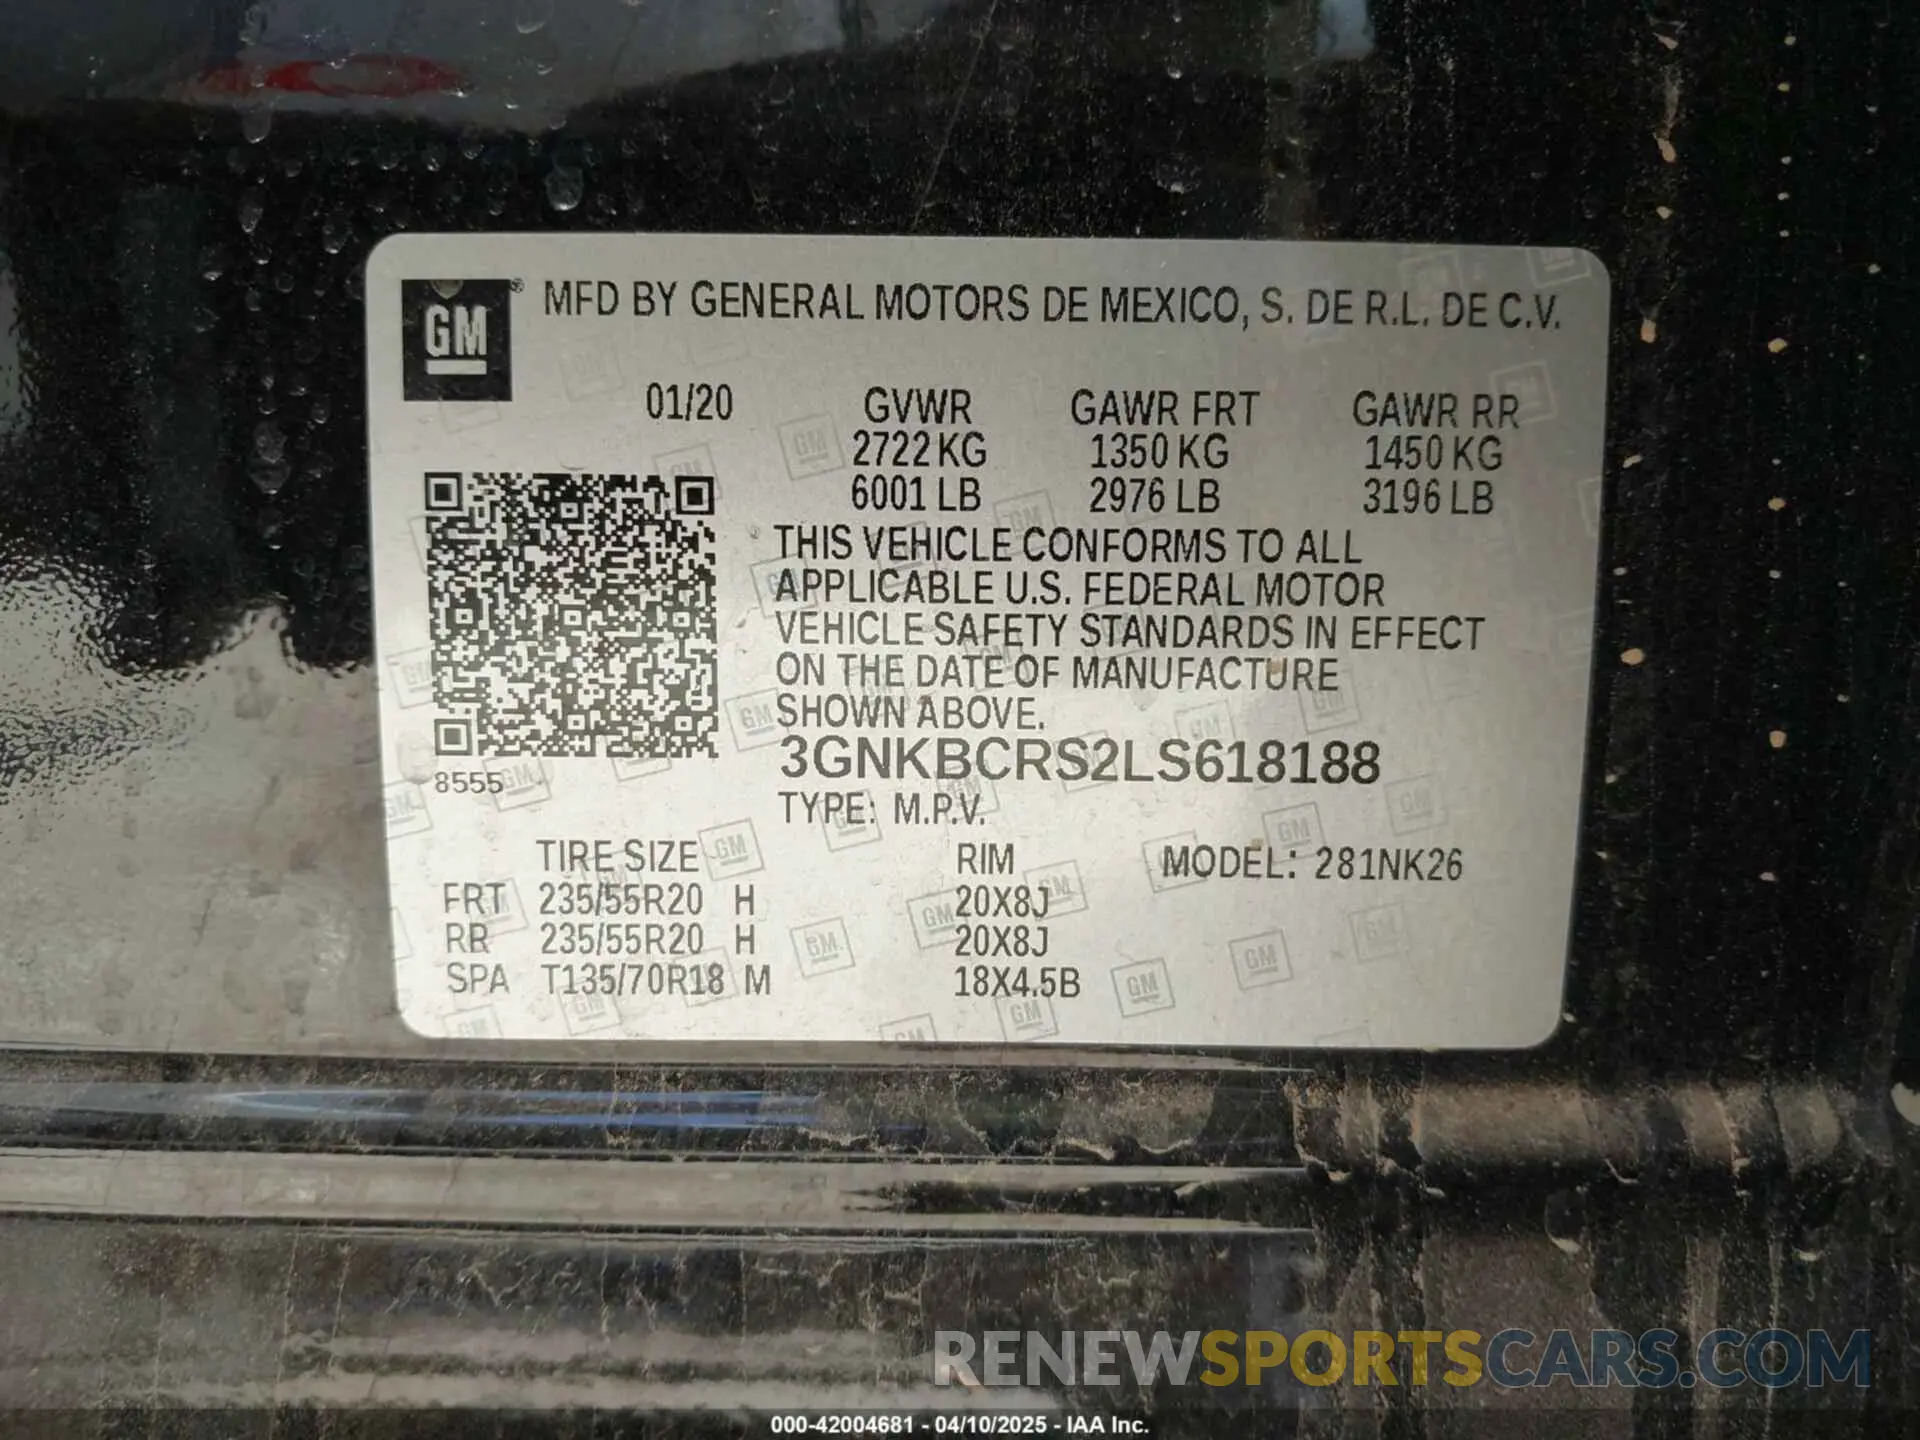 GM ® MFD BY GENERAL MOTORS DE MEXICO, S. DE R.L. DE C.V.
01/20 GVWR GAWR FRT GAWR RR
2722 KG 1350 KG 1450 KG
6001 LB 2976 LB 3196 LB
THIS VEHICLE CONFORMS TO ALL
APPLICABLE U.S. FEDERAL MOTOR
VEHICLE SAFETY STANDARDS IN EFFECT
ON THE DATE OF MANUFACTURE
SHOWN ABOVE.
3GNKBCRS2LS618188
8555
TYPE: M.P.V.
TIRE SIZE RIM MODEL: 281NK26
FRT 235/55R20 H 20X8J
RR 235/55R20 H 20X8J
SPA T135/70R18 M 18X4.5B
RENEWSPORTSCARS.COM
000-42004681 - 04/10/2025 - IAA Inc.